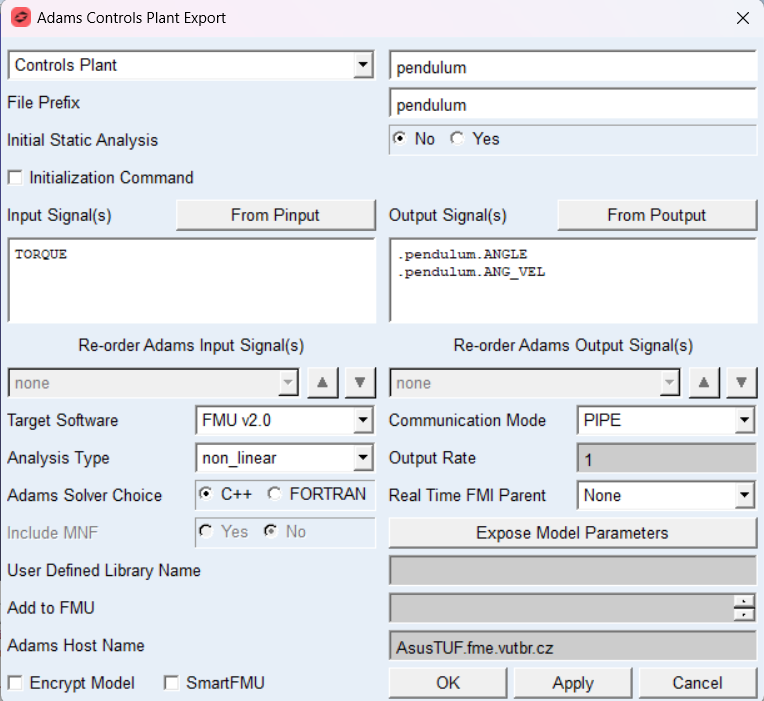 Adams Controls Plant Export
Controls Plant
pendulum
File Prefix
pendulum
Initial Static Analysis
No
Yes
Initialization Command
Input Signal(s)
From Pinput
Output Signal(s)
From Poutput
TORQUE
.pendulum.ANGLE
.pendulum.ANG_VEL
Re-order Adams Input Signal(s)
Re-order Adams Output Signal(s)
none
none
Target Software
FMU v2.0
Communication Mode
PIPE
Analysis Type
non_linear
Output Rate
1
Adams Solver Choice
C++
FORTRAN
Real Time FMI Parent
None
Include MNF
Yes
No
Expose Model Parameters
User Defined Library Name
Add to FMU
Adams Host Name
AsusTUF.fme.vutbr.cz
Encrypt Model
SmartFMU
OK
Apply
Cancel